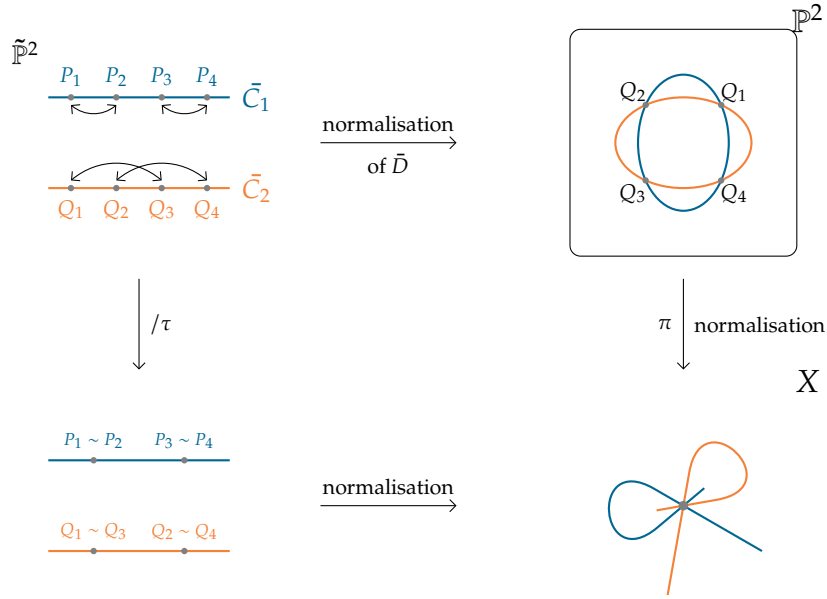 ℙ̃²
P₁ P₂ P₃ P₄
C̄₁
Q₁ Q₂ Q₃ Q₄
C̄₂
normalisation
of D̄
ℙ²
Q₂ Q₁
Q₃ Q₄
/τ
π normalisation
X
P₁ ~ P₂ P₃ ~ P₄
Q₁ ~ Q₃ Q₂ ~ Q₄
normalisation